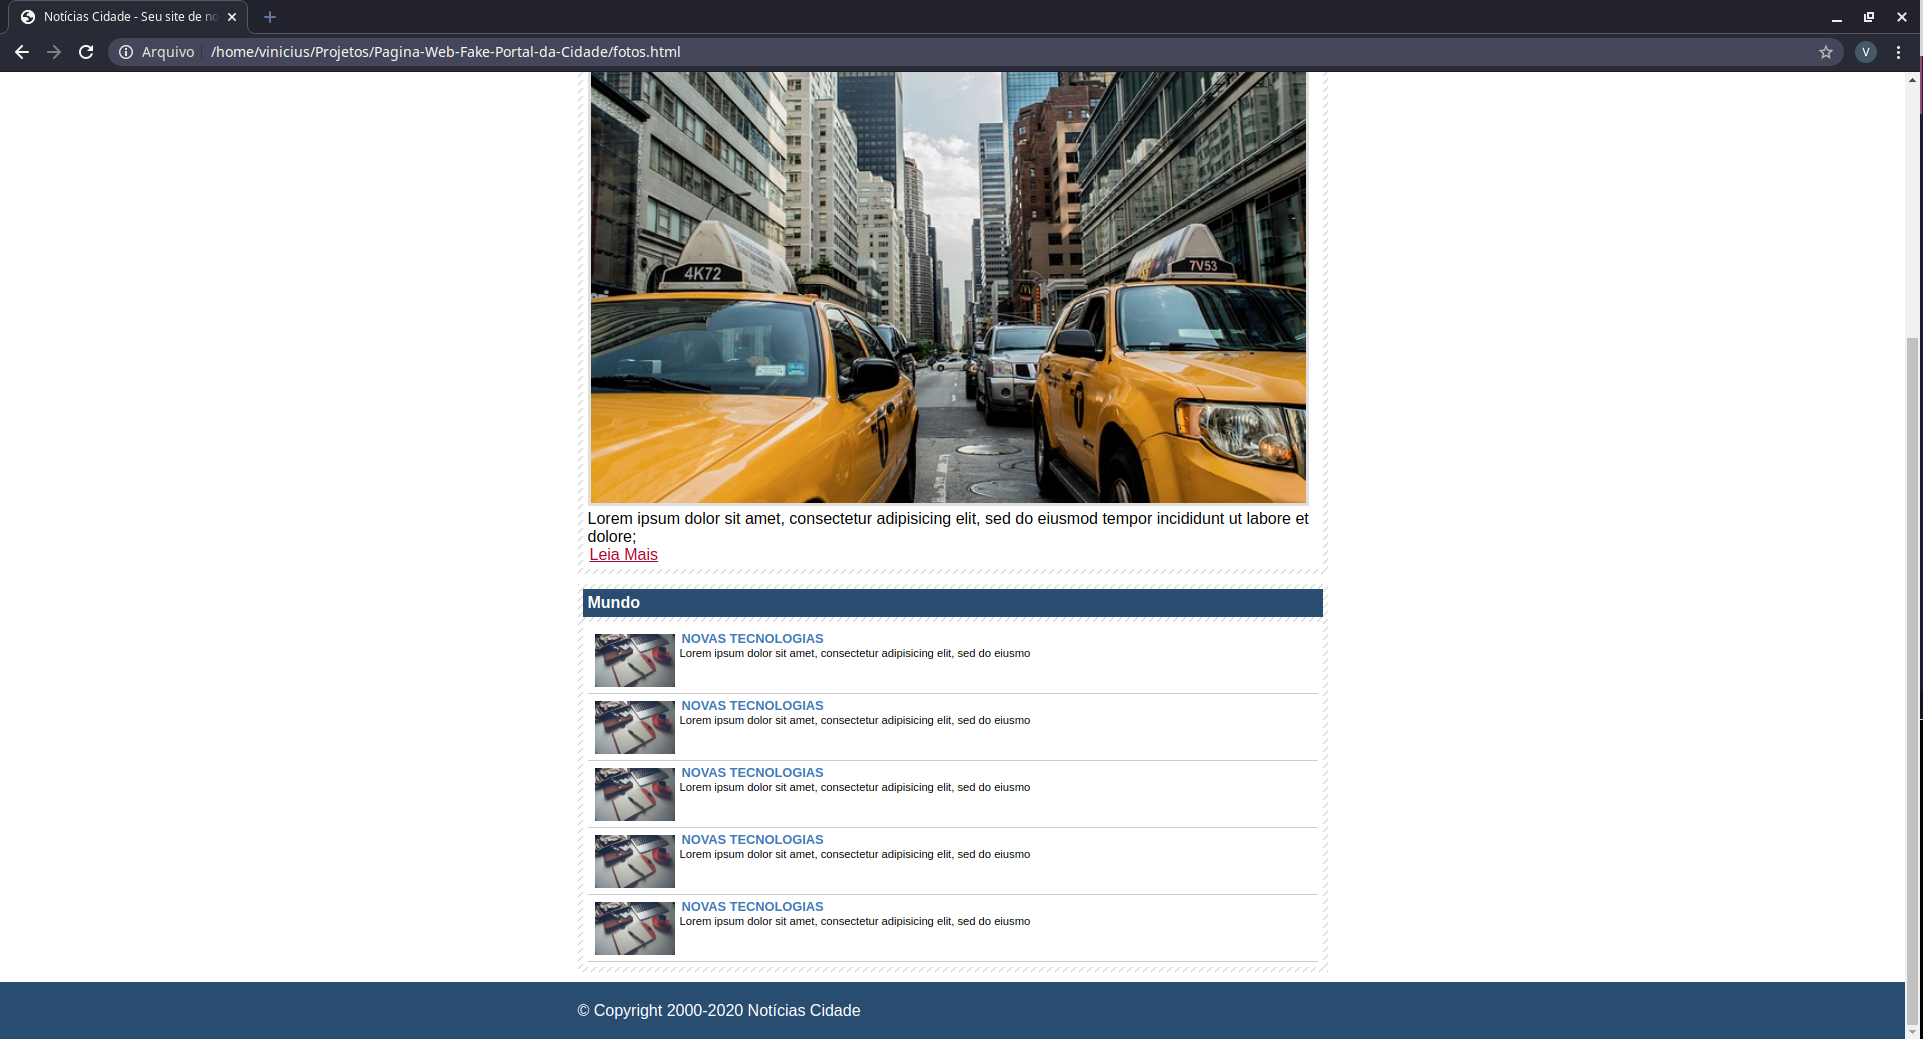 Notícias Cidade - Seu site de no
Arquivo
/home/vinicius/Projetos/Pagina-Web-Fake-Portal-da-Cidade/fotos.html
V
4K72
7V53
Lorem ipsum dolor sit amet, consectetur adipisicing elit, sed do eiusmod tempor incididunt ut labore et
dolore;
Leia Mais
Mundo
NOVAS TECNOLOGIAS
Lorem ipsum dolor sit amet, consectetur adipisicing elit, sed do eiusmo
NOVAS TECNOLOGIAS
Lorem ipsum dolor sit amet, consectetur adipisicing elit, sed do eiusmo
NOVAS TECNOLOGIAS
Lorem ipsum dolor sit amet, consectetur adipisicing elit, sed do eiusmo
NOVAS TECNOLOGIAS
Lorem ipsum dolor sit amet, consectetur adipisicing elit, sed do eiusmo
NOVAS TECNOLOGIAS
Lorem ipsum dolor sit amet, consectetur adipisicing elit, sed do eiusmo
© Copyright 2000-2020 Notícias Cidade